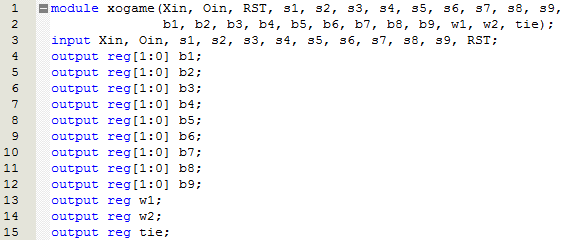 1 module xogame(Xin, Oin, RST, s1, s2, s3, s4, s5, s6, s7, s8, s9,
2 b1, b2, b3, b4, b5, b6, b7, b8, b9, w1, w2, tie);
3 input Xin, Oin, s1, s2, s3, s4, s5, s6, s7, s8, s9, RST;
4 output reg[1:0] b1;
5 output reg[1:0] b2;
6 output reg[1:0] b3;
7 output reg[1:0] b4;
8 output reg[1:0] b5;
9 output reg[1:0] b6;
10 output reg[1:0] b7;
11 output reg[1:0] b8;
12 output reg[1:0] b9;
13 output reg w1;
14 output reg w2;
15 output reg tie;